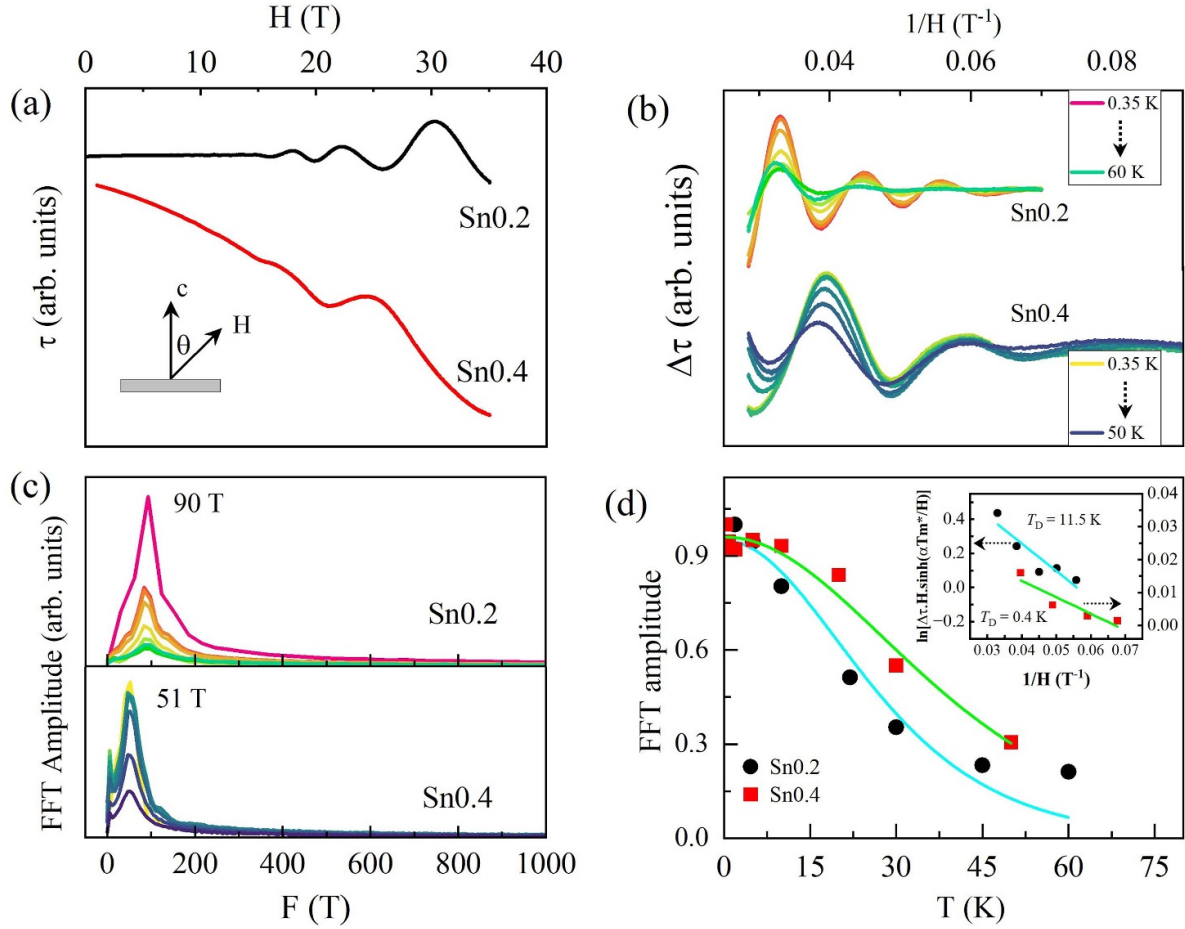 H (T)
0 10 20 30 40
(a)
τ (arb. units)
Sn0.2
Sn0.4
c
H
θ
1/H (T⁻¹)
0.04 0.06 0.08
(b)
Δτ (arb. units)
0.35 K
60 K
Sn0.2
Sn0.4
0.35 K
50 K
(c)
FFT Amplitude (arb. units)
90 T
Sn0.2
51 T
Sn0.4
0 200 400 600 800 1000
F (T)
(d)
FFT amplitude
0.9
0.6
0.3
0.0
ln[Δτ.H.sinh(αTm*/H)]
0.4
0.2
0.0
−0.2
T_D = 11.5 K
T_D = 0.4 K
0.04
0.03
0.02
0.01
0.00
0.03 0.04 0.05 0.06 0.07
1/H (T⁻¹)
Sn0.2
Sn0.4
0 15 30 45 60 75
T (K)